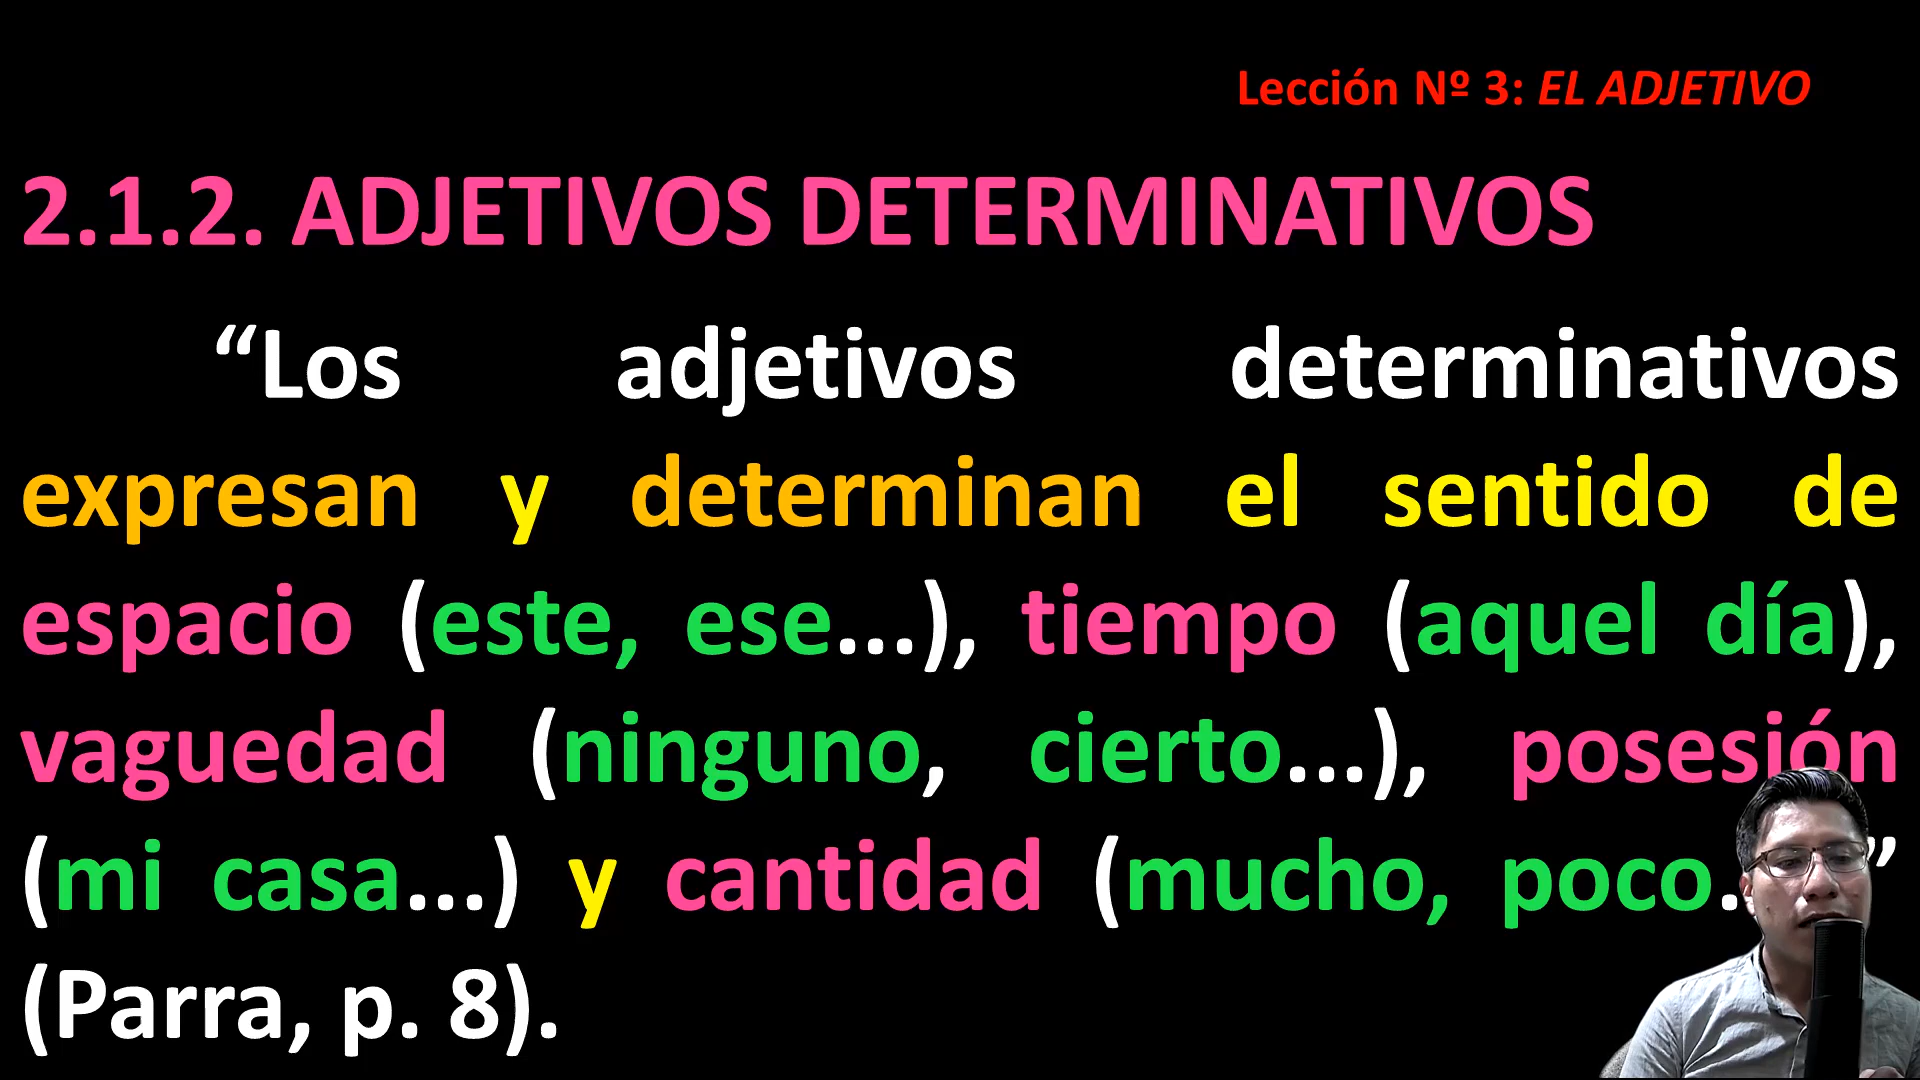 Lección Nº 3: EL ADJETIVO
2.1.2. ADJETIVOS DETERMINATIVOS
“Los adjetivos determinativos
expresan y determinan el sentido de
espacio (este, ese...), tiempo (aquel día),
vaguedad (ninguno, cierto...), posesión
(mi casa...) y cantidad (mucho, poco. ”
(Parra, p. 8).